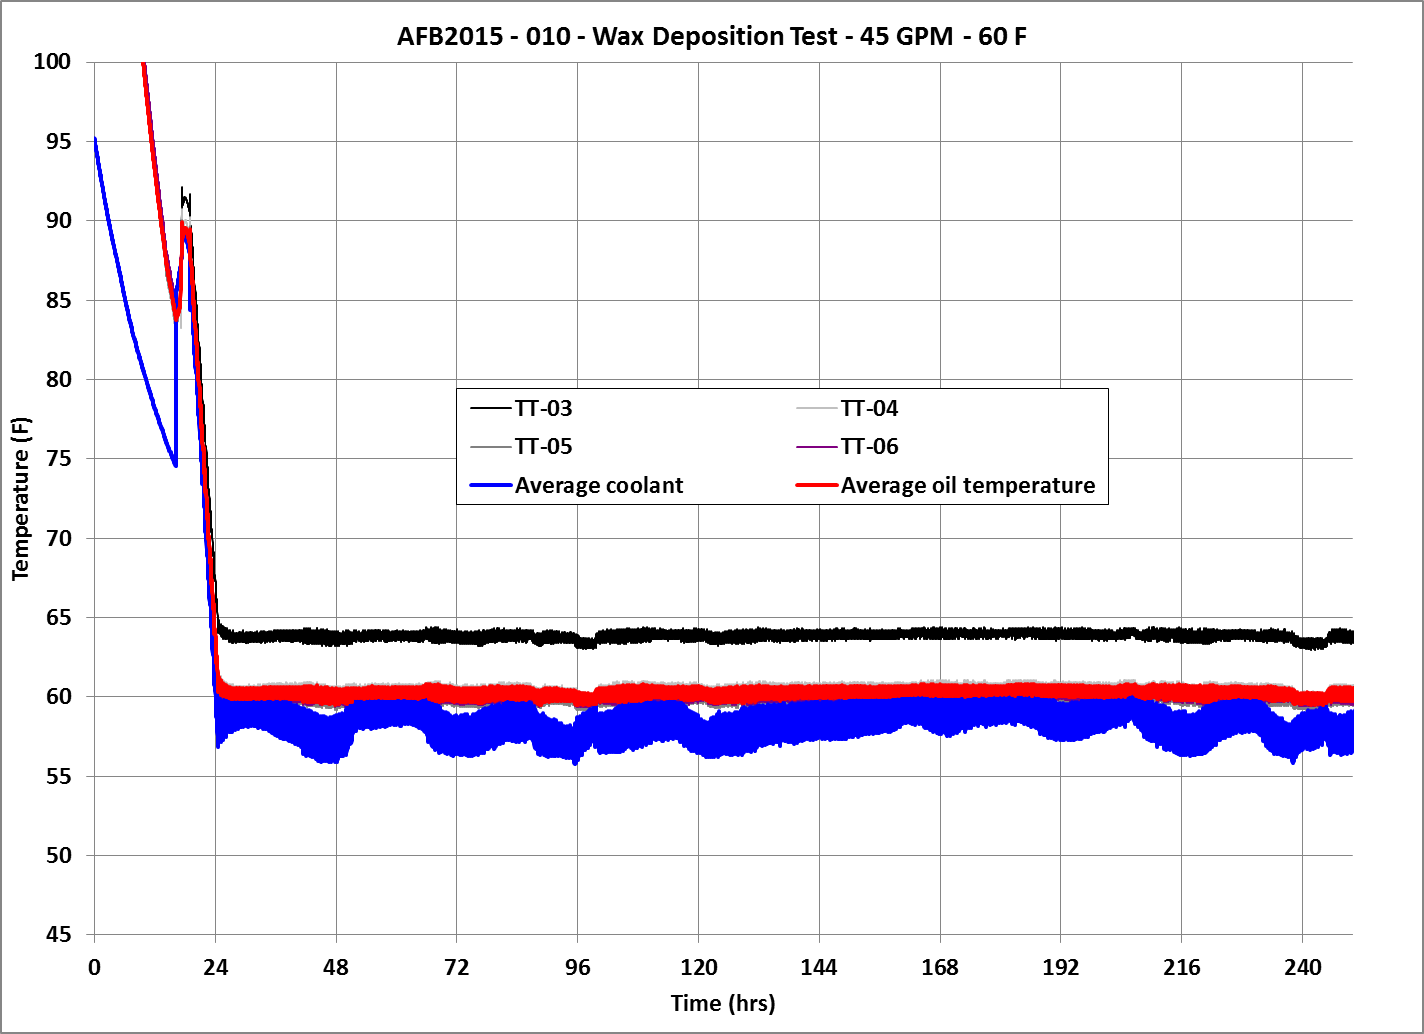 AFB2015 - 010 - Wax Deposition Test - 45 GPM - 60 F
100
95
90
85
80
75
70
65
60
55
50
45
Temperature (F)
TT-03 TT-04
TT-05 TT-06
Average coolant Average oil temperature
0 24 48 72 96 120 144 168 192 216 240
Time (hrs)